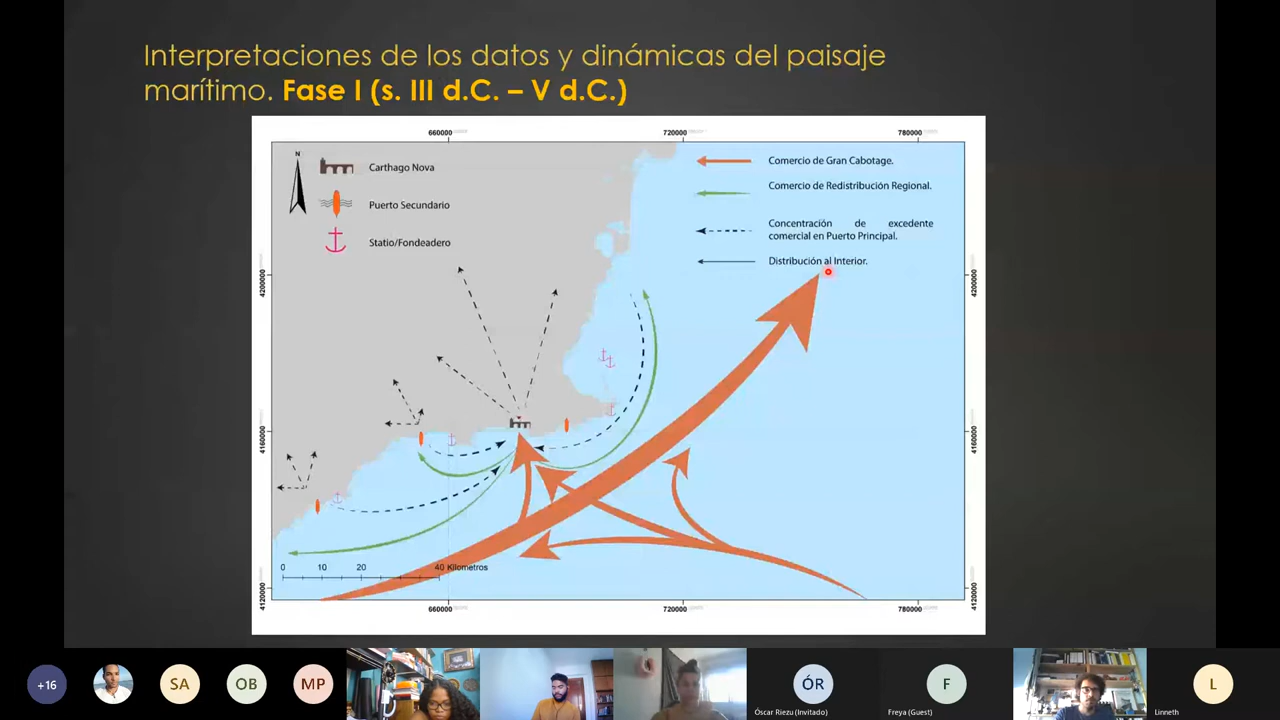 Interpretaciones de los datos y dinámicas del paisaje
marítimo. Fase I (s. III d.C. – V d.C.)
660000
720000
780000
N
Carthago Nova
Puerto Secundario
Statio/Fondeadero
Comercio de Gran Cabotage.
Comercio de Redistribución Regional.
Concentración de excedente
comercial en Puerto Principal.
Distribución al Interior.
4200000
4200000
4160000
4160000
4120000
4120000
0 10 20 40 Kilometros
660000
720000
780000
+16
SA
OB
MP
ÓR
Óscar Riezu (Invitado)
F
Freya (Guest)
L
Linneth